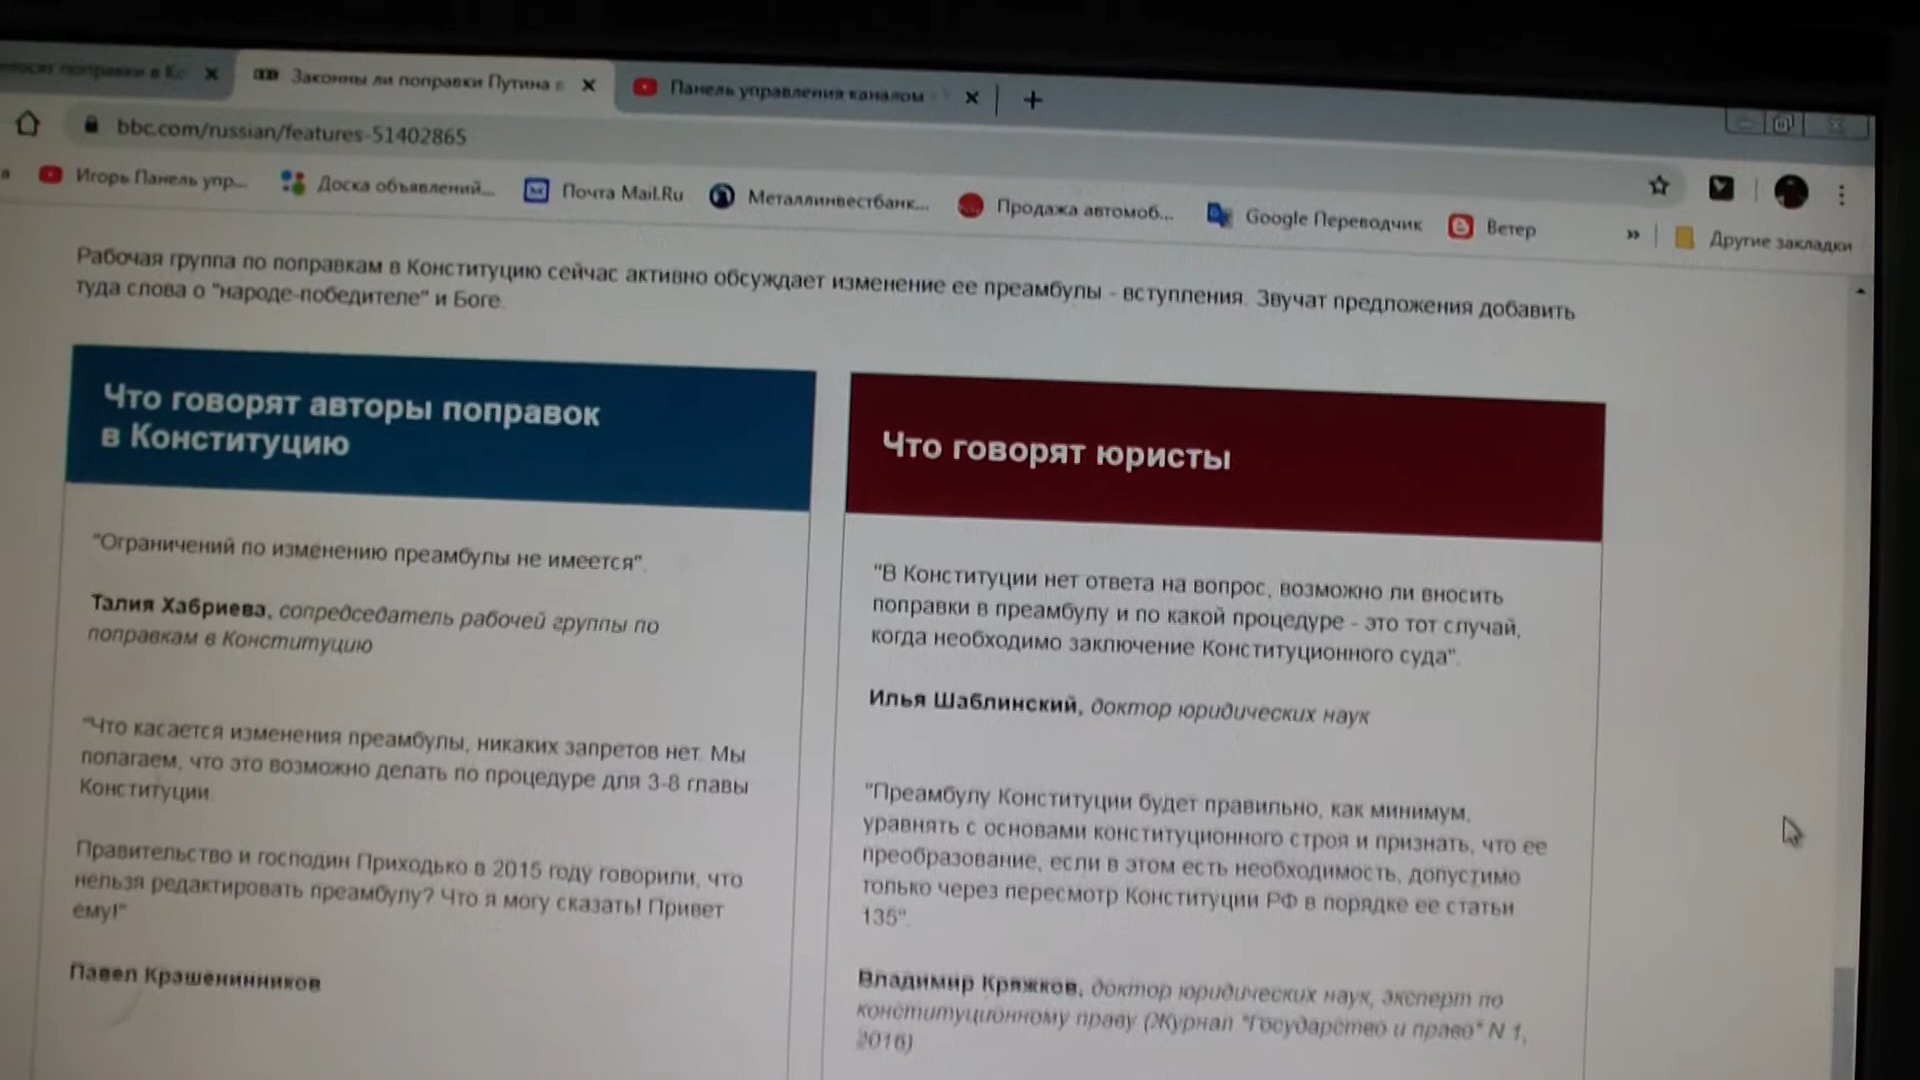 поправки в Ко
Законны ли поправки Путина в
Панель управления каналом -
bbc.com/russian/features-51402865
Игорь Панель упр...
Доска объявлений...
Почта Mail.Ru
Металлинвестбанк...
Продажа автомоб...
Google Переводчик
Ветер
»
Другие закладки
Рабочая группа по поправкам в Конституцию сейчас активно обсуждает изменение ее преамбулы - вступления. Звучат предложения добавить
туда слова о "народе-победителе" и Боге.
Что говорят авторы поправок
в Конституцию
"Ограничений по изменению преамбулы не имеется".
Талия Хабриева, сопредседатель рабочей группы по
поправкам в Конституцию
"Что касается изменения преамбулы, никаких запретов нет. Мы
полагаем, что это возможно делать по процедуре для 3-8 главы
Конституции.
Правительство и господин Приходько в 2015 году говорили, что
нельзя редактировать преамбулу? Что я могу сказать! Привет
ему!"
Павел Крашенинников
Что говорят юристы
"В Конституции нет ответа на вопрос, возможно ли вносить
поправки в преамбулу и по какой процедуре - это тот случай,
когда необходимо заключение Конституционного суда".
Илья Шаблинский, доктор юридических наук
"Преамбулу Конституции будет правильно, как минимум,
уравнять с основами конституционного строя и признать, что ее
преобразование, если в этом есть необходимость, допустимо
только через пересмотр Конституции РФ в порядке ее статьи
135".
Владимир Кряжков, доктор юридических наук, эксперт по
конституционному праву (Журнал "Государство и право" N 1,
2016)